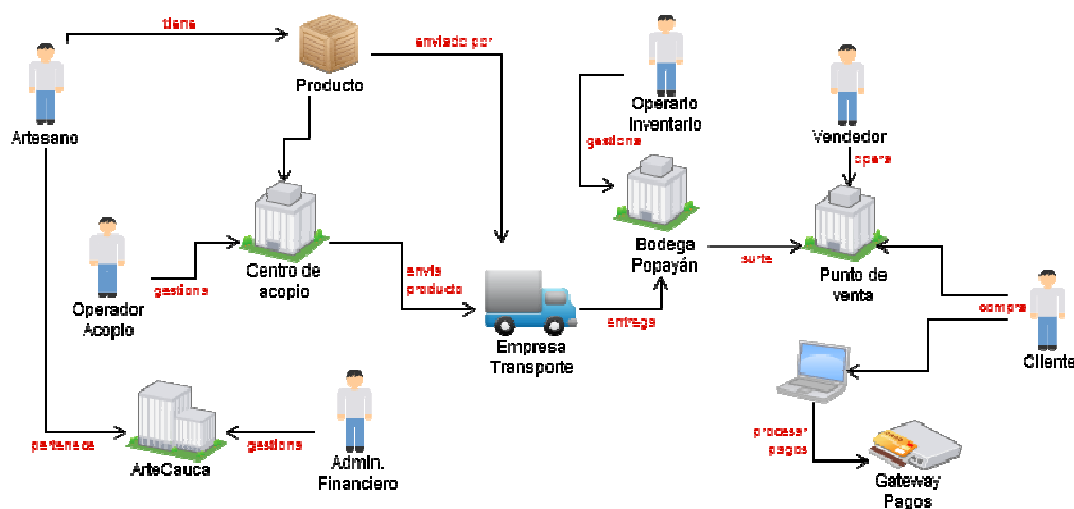 tiene
enviado por
Producto
Artesano
Operario
Inventario
Vendedor
gestiona
opera
Bodega
Popayán
surte
Punto de
venta
Centro de
acopio
envia
producto
gestiona
Operador
Acopio
Empresa
Transporte
entrega
compra
Cliente
procesar
pagos
Gateway
Pagos
pertenece
ArteCauca
gestiona
Admin.
Financiero